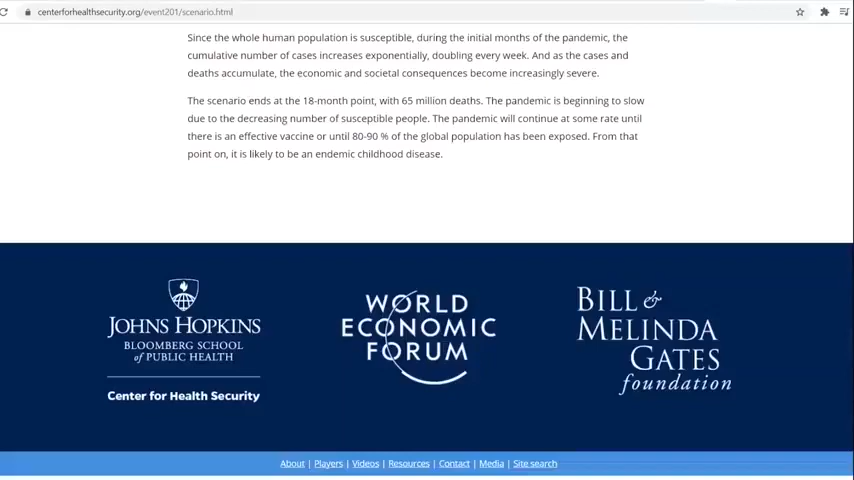 centerforhealthsecurity.org/event201/scenario.html
Since the whole human population is susceptible, during the initial months of the pandemic, the
cumulative number of cases increases exponentially, doubling every week. And as the cases and
deaths accumulate, the economic and societal consequences become increasingly severe.
The scenario ends at the 18-month point, with 65 million deaths. The pandemic is beginning to slow
due to the decreasing number of susceptible people. The pandemic will continue at some rate until
there is an effective vaccine or until 80-90 % of the global population has been exposed. From that
point on, it is likely to be an endemic childhood disease.
JOHNS HOPKINS
BLOOMBERG SCHOOL
of PUBLIC HEALTH
Center for Health Security
WORLD
ECONOMIC
FORUM
BILL &
MELINDA
GATES
foundation
About | Players | Videos | Resources | Contact | Media | Site search